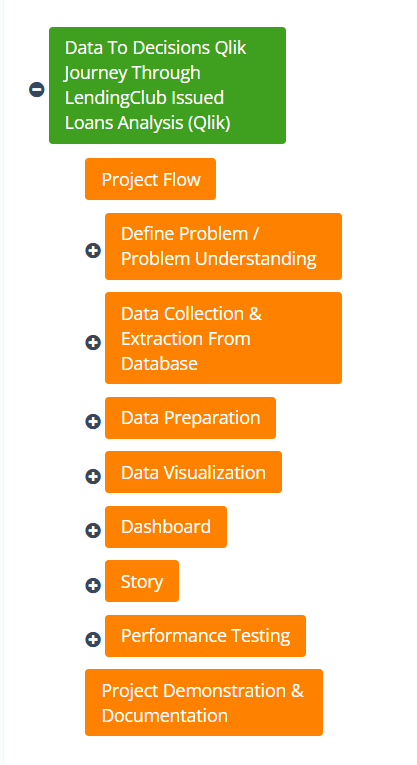 Data To Decisions Qlik
Journey Through
LendingClub Issued
Loans Analysis (Qlik)
Project Flow
Define Problem /
Problem Understanding
Data Collection &
Extraction From
Database
Data Preparation
Data Visualization
Dashboard
Story
Performance Testing
Project Demonstration &
Documentation